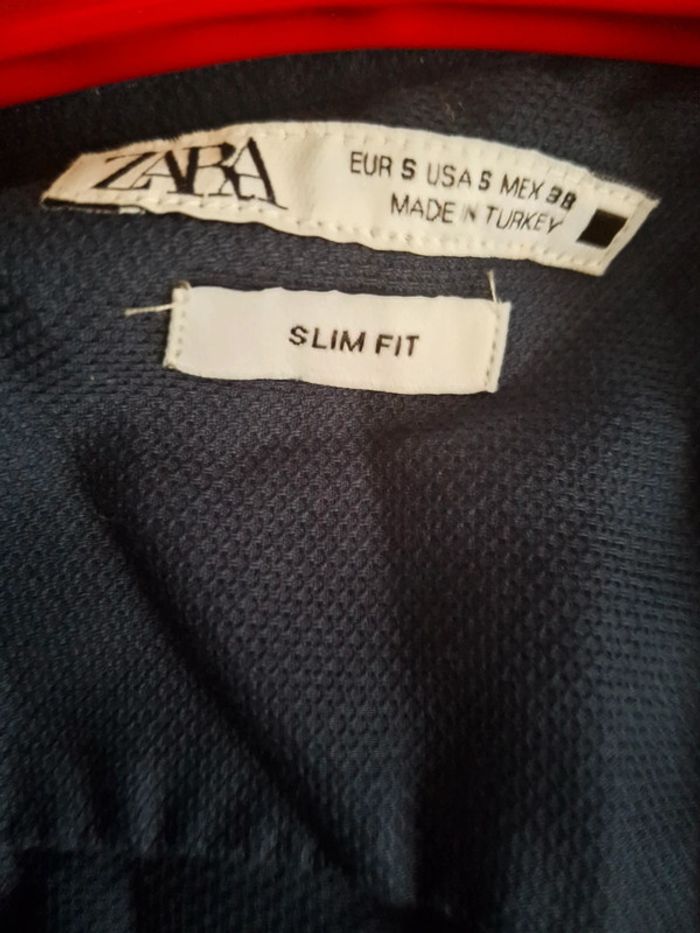 ZARA
EUR S USA S MEX 38
MADE IN TURKEY
SLIM FIT